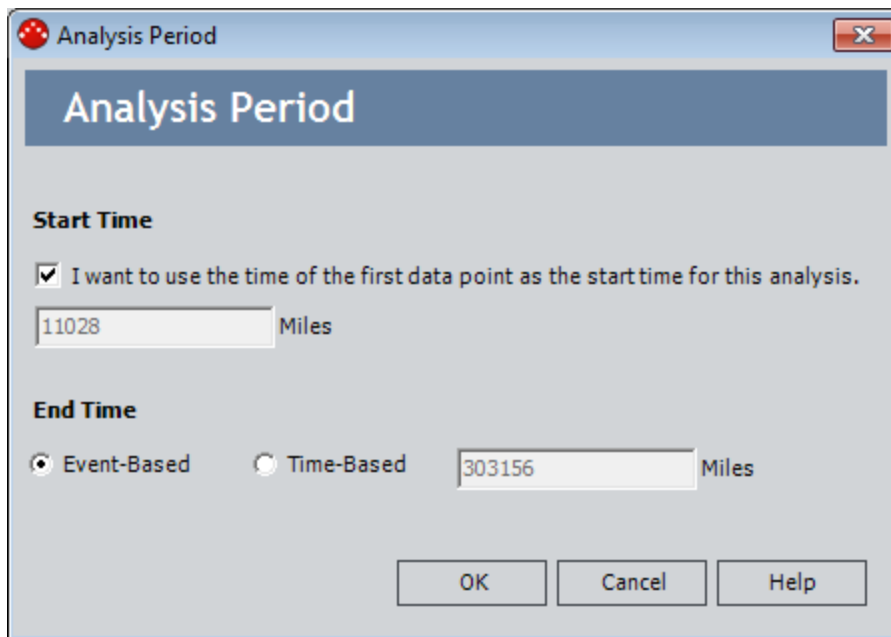 Analysis Period
Analysis Period
Start Time
I want to use the time of the first data point as the start time for this analysis.
11028 Miles
End Time
Event-Based Time-Based 303156 Miles
OK Cancel Help